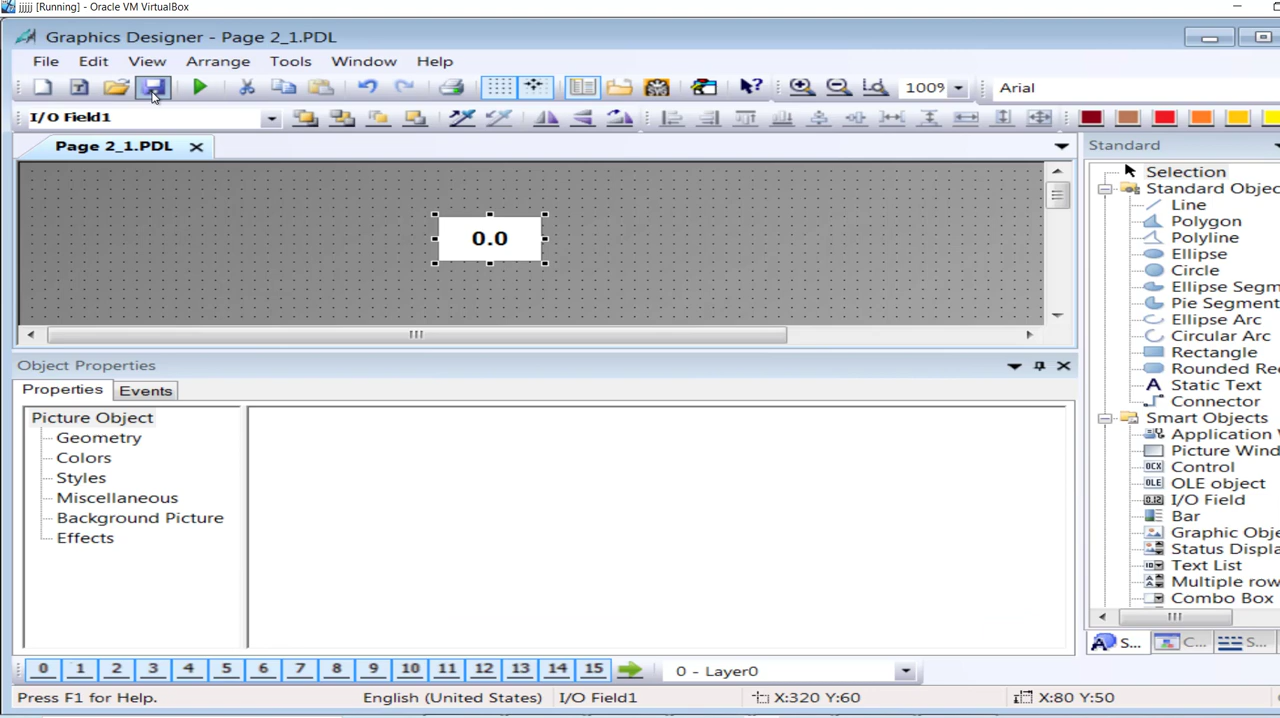 jjjjj [Running] - Oracle VM VirtualBox
Graphics Designer - Page 2_1.PDL
File Edit View Arrange Tools Window Help
100% Arial
I/O Field1
Page 2_1.PDL
Standard
Selection
Standard Objec
Line
Polygon
Polyline
Ellipse
Circle
Ellipse Segm
Pie Segment
Ellipse Arc
Circular Arc
Rectangle
Rounded Rec
Static Text
Connector
Smart Objects
Application W
Picture Wind
OCX Control
OLE OLE object
0.12 I/O Field
Bar
Graphic Obje
Status Displa
Text List
Multiple row
Combo Box
A S... C... S...
0.0
Object Properties
Properties Events
Picture Object
Geometry
Colors
Styles
Miscellaneous
Background Picture
Effects
0 1 2 3 4 5 6 7 8 9 10 11 12 13 14 15 0 - Layer0
Press F1 for Help. English (United States) I/O Field1 X:320 Y:60 X:80 Y:50